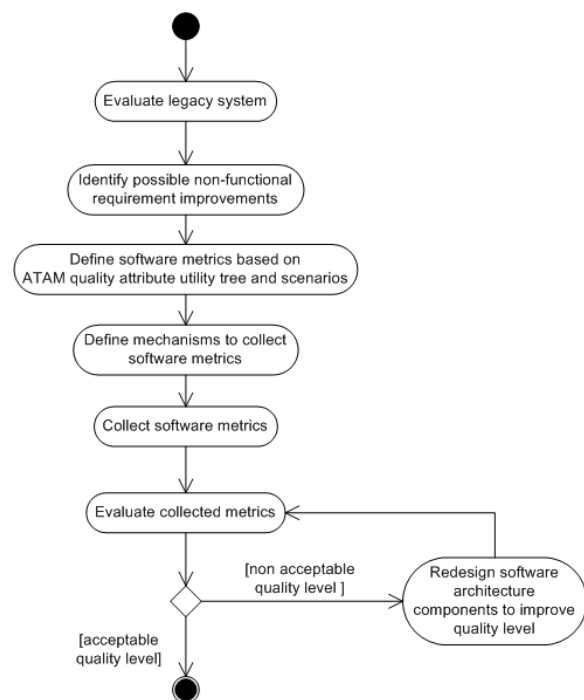 Evaluate legacy system
Identify possible non-functional
requirement improvements
Define software metrics based on
ATAM quality attribute utility tree and scenarios
Define mechanisms to collect
software metrics
Collect software metrics
Evaluate collected metrics
[non acceptable
quality level ]
Redesign software
architecture
components to improve
quality level
[acceptable
quality level]